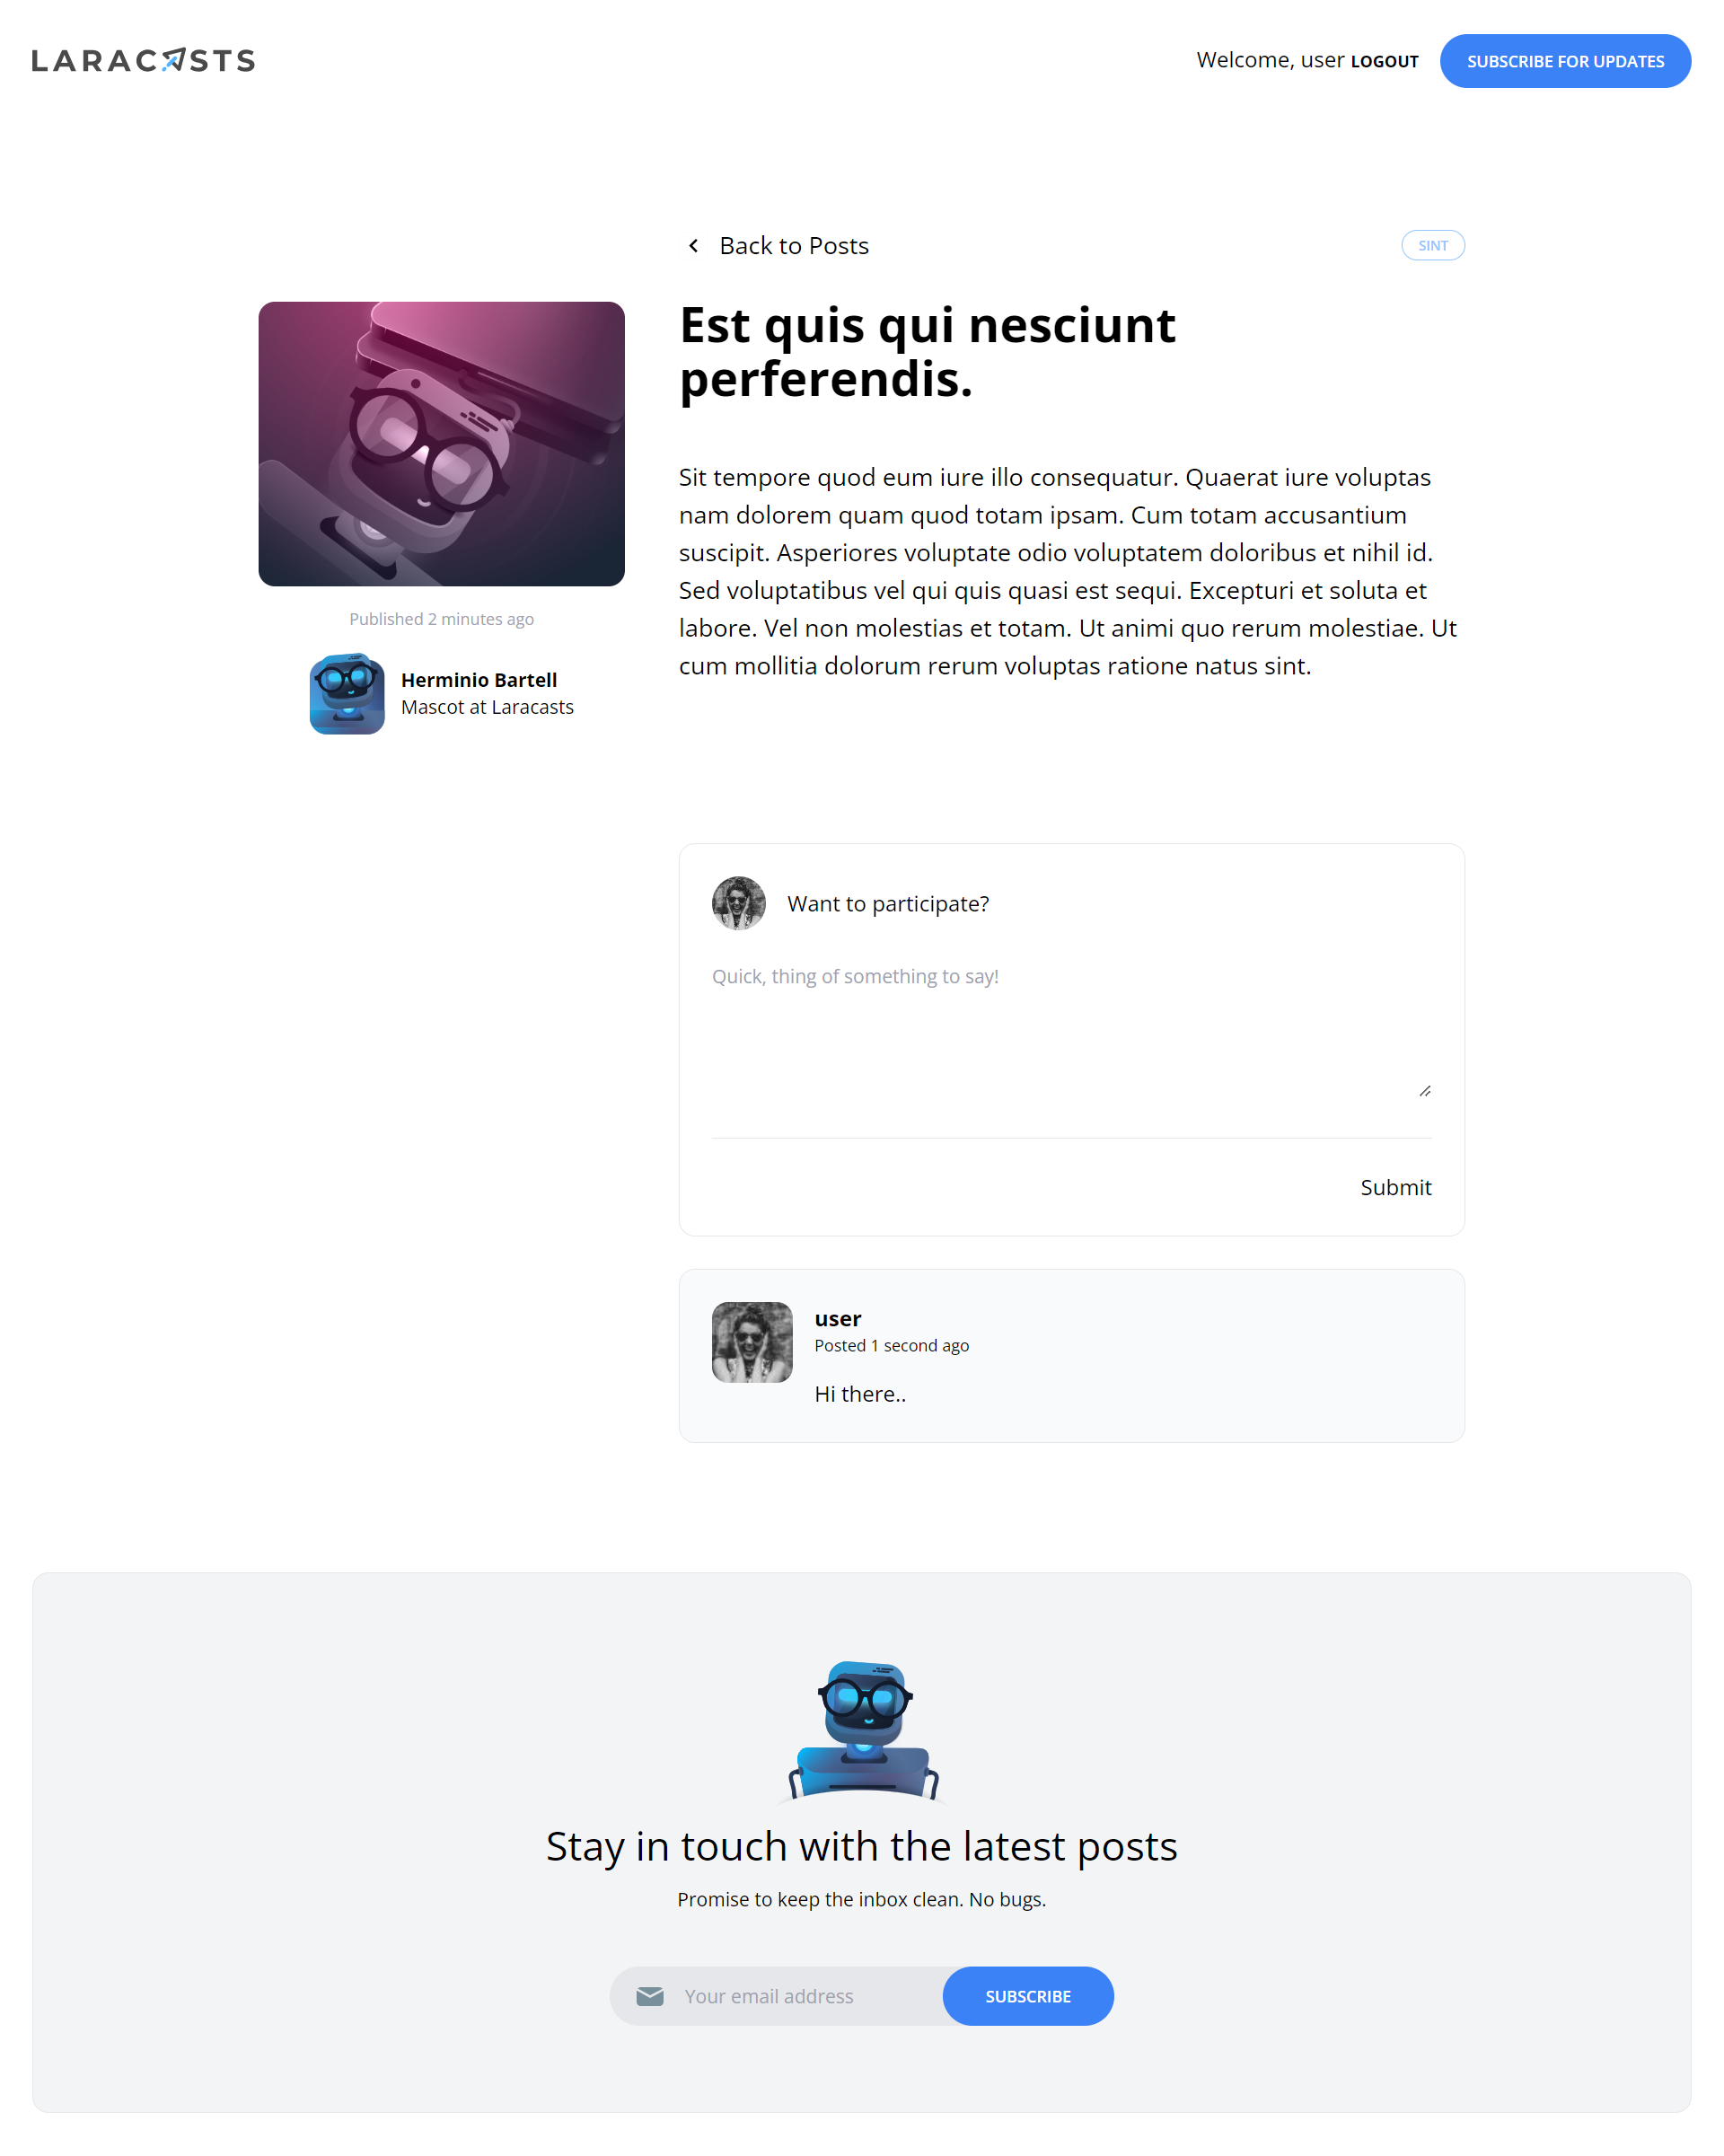 LARACASTS
Welcome, user LOGOUT SUBSCRIBE FOR UPDATES
Back to Posts
SINT
Est quis qui nesciunt
perferendis.
Sit tempore quod eum iure illo consequatur. Quaerat iure voluptas
nam dolorem quam quod totam ipsam. Cum totam accusantium
suscipit. Asperiores voluptate odio voluptatem doloribus et nihil id.
Sed voluptatibus vel qui quis quasi est sequi. Excepturi et soluta et
labore. Vel non molestias et totam. Ut animi quo rerum molestiae. Ut
cum mollitia dolorum rerum voluptas ratione natus sint.
Published 2 minutes ago
Herminio Bartell
Mascot at Laracasts
Want to participate?
Quick, thing of something to say!
Submit
user
Posted 1 second ago
Hi there..
Stay in touch with the latest posts
Promise to keep the inbox clean. No bugs.
Your email address
SUBSCRIBE